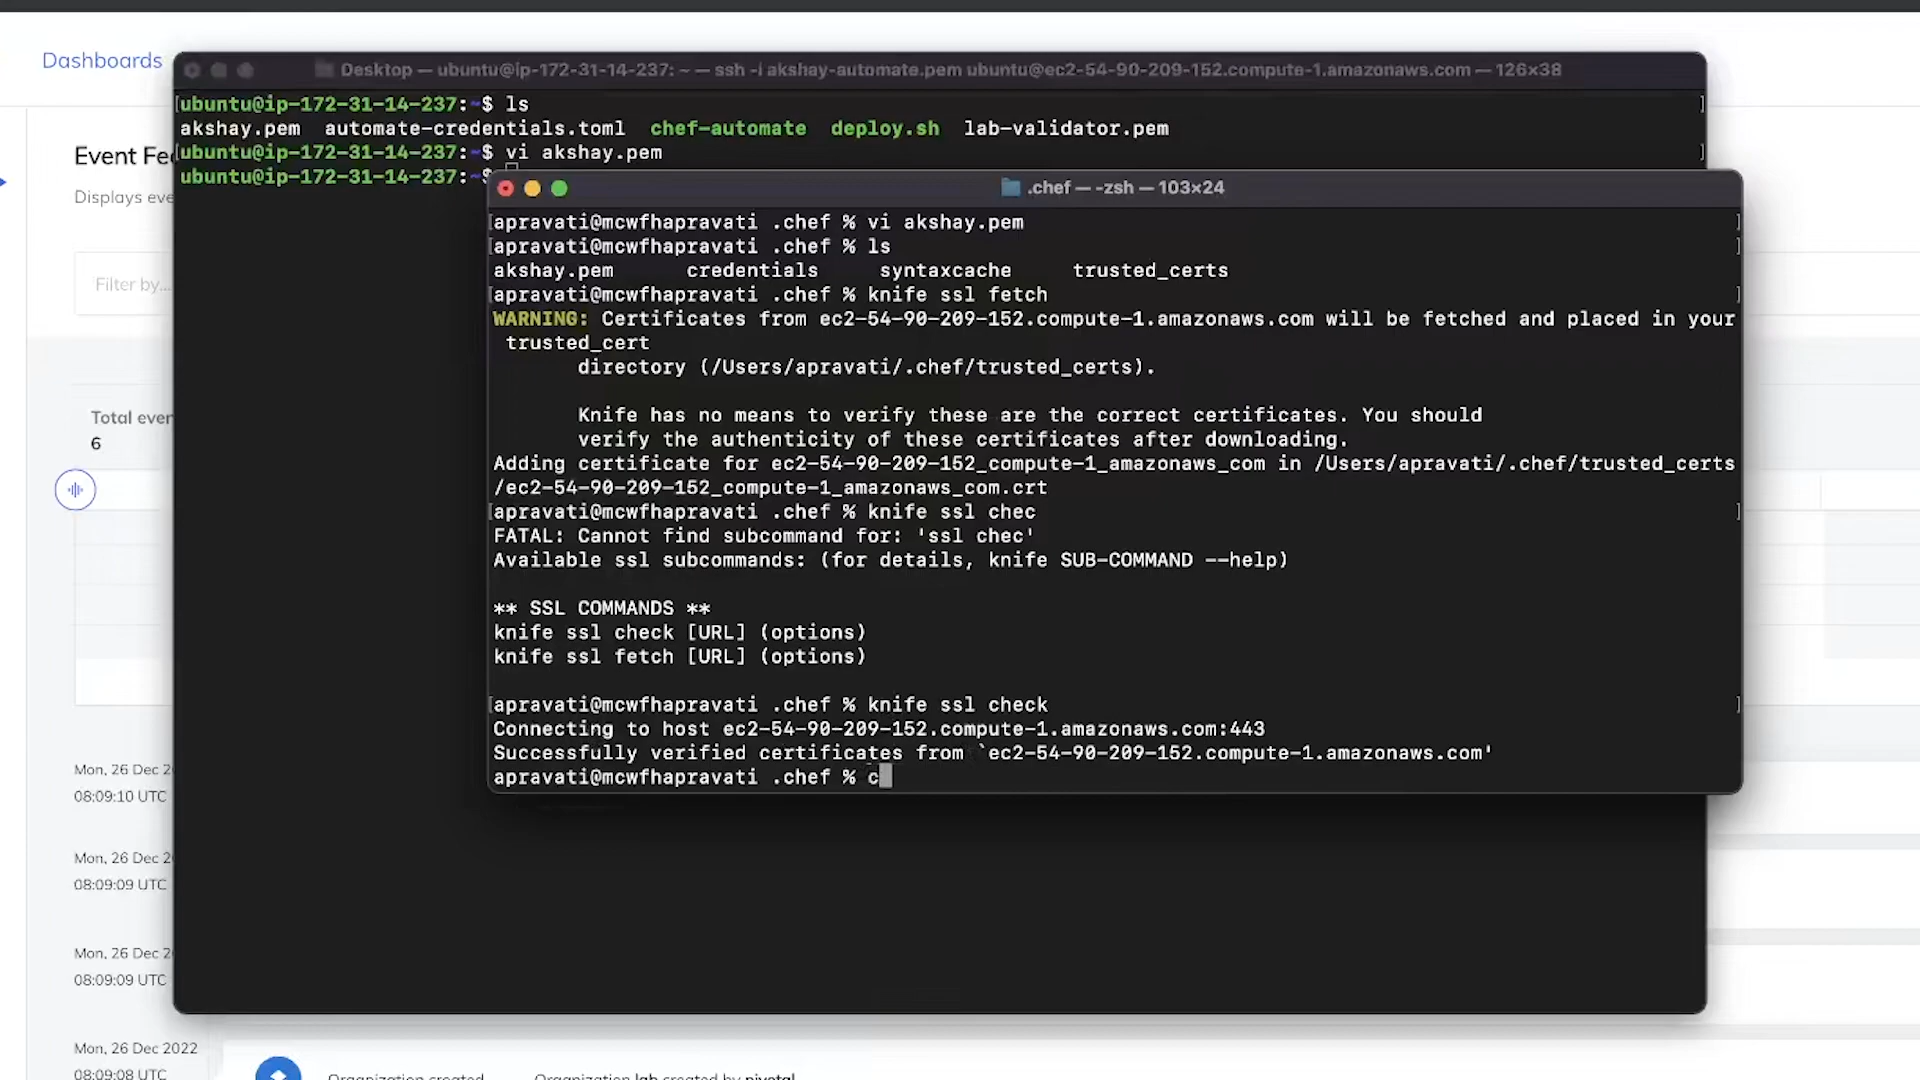 Dashboards
Desktop — ubuntu@ip-172-31-14-237: ~ — ssh -i akshay-automate.pem ubuntu@ec2-54-90-209-152.compute-1.amazonaws.com — 126×38
ubuntu@ip-172-31-14-237:~$ ls
akshay.pem automate-credentials.toml chef-automate deploy.sh lab-validator.pem
ubuntu@ip-172-31-14-237:~$ vi akshay.pem
ubuntu@ip-172-31-14-237:~$
Event Fe
Displays eve
Filter by...
Total ever
6
Mon, 26 Dec 2
08:09:10 UTC
Mon, 26 Dec 2
08:09:09 UTC
Mon, 26 Dec 2
08:09:09 UTC
Mon, 26 Dec 2022
08:09:08 UTC
.chef — -zsh — 103×24
apravati@mcwfhapravati .chef % vi akshay.pem
apravati@mcwfhapravati .chef % ls
akshay.pem credentials syntaxcache trusted_certs
apravati@mcwfhapravati .chef % knife ssl fetch
WARNING: Certificates from ec2-54-90-209-152.compute-1.amazonaws.com will be fetched and placed in your
trusted_cert
directory (/Users/apravati/.chef/trusted_certs).
Knife has no means to verify these are the correct certificates. You should
verify the authenticity of these certificates after downloading.
Adding certificate for ec2-54-90-209-152_compute-1_amazonaws_com in /Users/apravati/.chef/trusted_certs
/ec2-54-90-209-152_compute-1_amazonaws_com.crt
apravati@mcwfhapravati .chef % knife ssl chec
FATAL: Cannot find subcommand for: 'ssl chec'
Available ssl subcommands: (for details, knife SUB-COMMAND --help)
** SSL COMMANDS **
knife ssl check [URL] (options)
knife ssl fetch [URL] (options)
apravati@mcwfhapravati .chef % knife ssl check
Connecting to host ec2-54-90-209-152.compute-1.amazonaws.com:443
Successfully verified certificates from `ec2-54-90-209-152.compute-1.amazonaws.com'
apravati@mcwfhapravati .chef % c
Organization created Organization lab created by pivotal